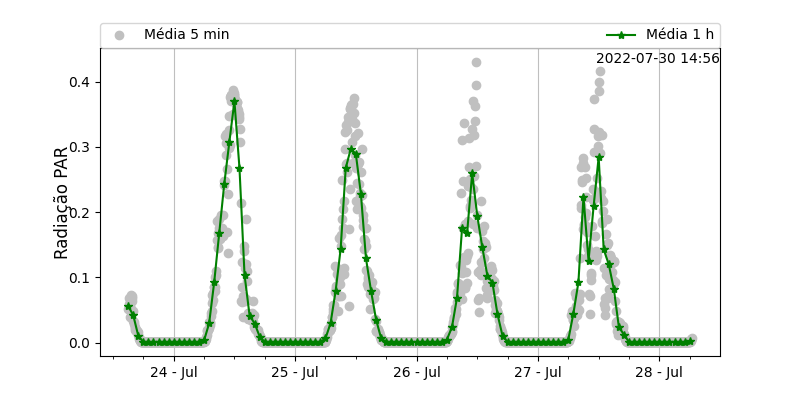 Média 5 min
Média 1 h
2022-07-30 14:56
Radiação PAR
0.4
0.3
0.2
0.1
0.0
24 - Jul
25 - Jul
26 - Jul
27 - Jul
28 - Jul